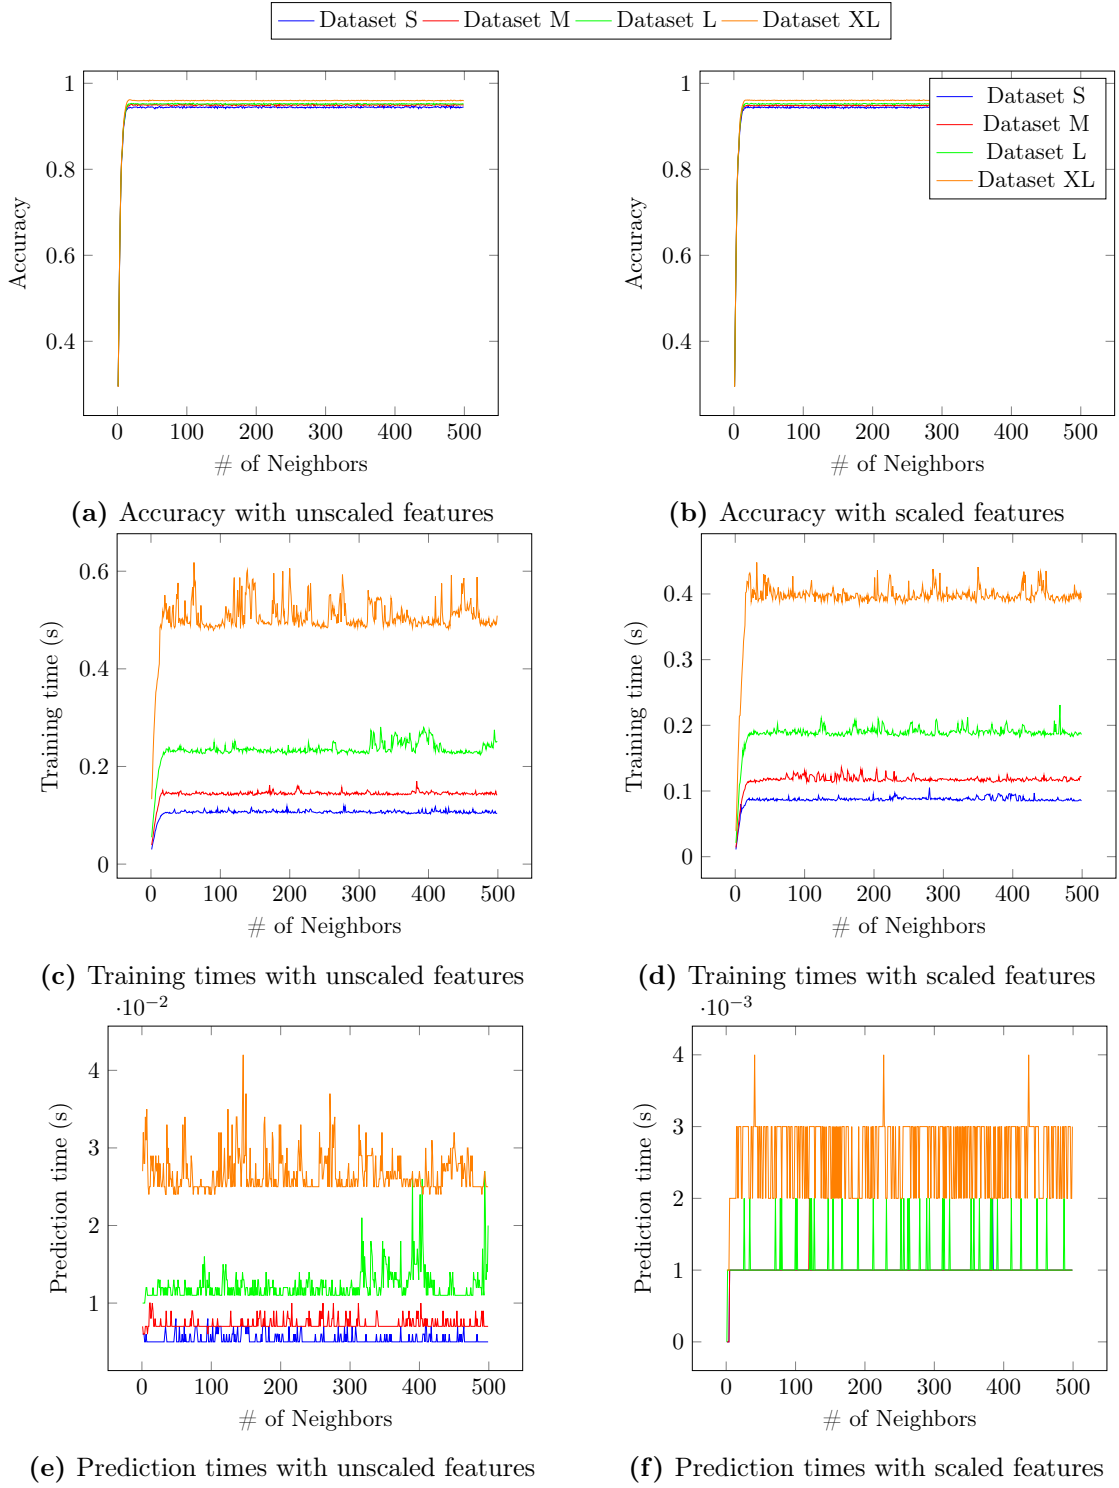 Dataset S Dataset M Dataset L Dataset XL
1
0.8
0.6
0.4
Accuracy
0 100 200 300 400 500
# of Neighbors
(a) Accuracy with unscaled features
1
0.8
0.6
0.4
Accuracy
Dataset S
Dataset M
Dataset L
Dataset XL
0 100 200 300 400 500
# of Neighbors
(b) Accuracy with scaled features
0.6
0.4
0.2
0
Training time (s)
0 100 200 300 400 500
# of Neighbors
(c) Training times with unscaled features
0.4
0.3
0.2
0.1
0
Training time (s)
0 100 200 300 400 500
# of Neighbors
(d) Training times with scaled features
·10−2
4
3
2
1
Prediction time (s)
0 100 200 300 400 500
# of Neighbors
(e) Prediction times with unscaled features
·10−3
4
3
2
1
0
Prediction time (s)
0 100 200 300 400 500
# of Neighbors
(f) Prediction times with scaled features